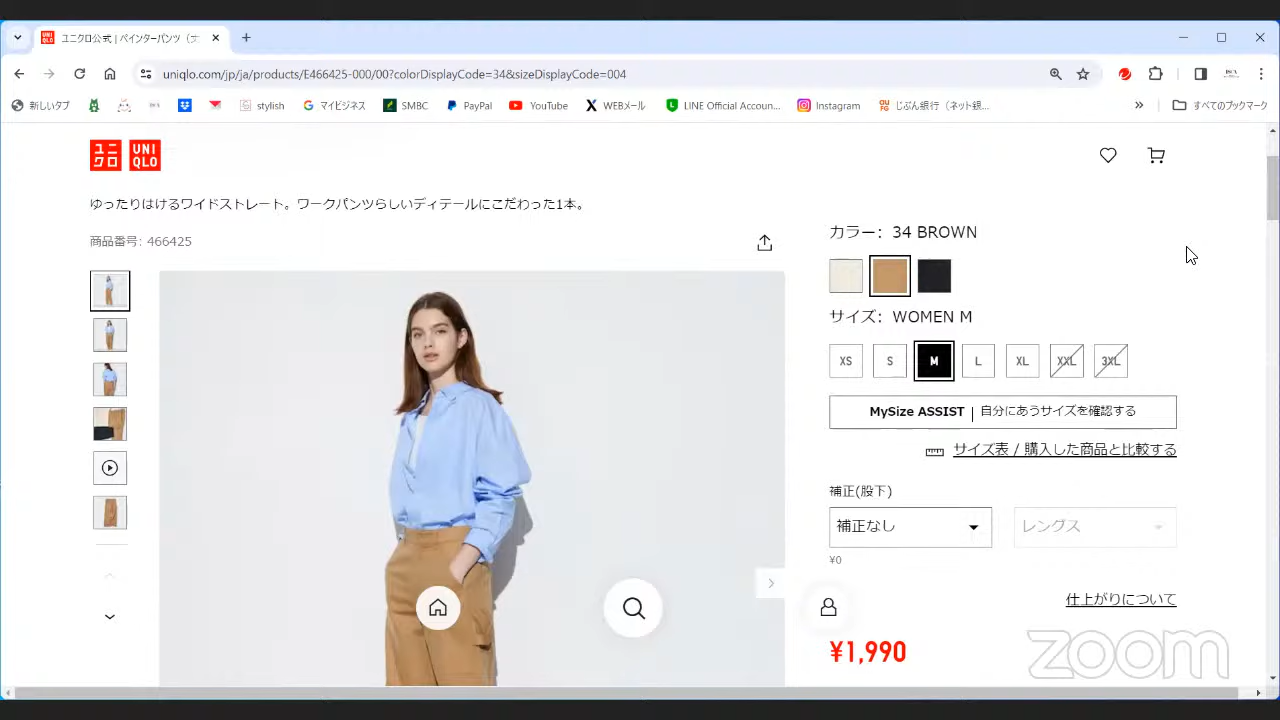 ユニクロ公式 | ペインターパンツ（丈
uniqlo.com/jp/ja/products/E466425-000/00?colorDisplayCode=34&sizeDisplayCode=004
新しいタブ
stylish
マイビジネス
SMBC
PayPal
YouTube
WEBメール
LINE Official Accoun...
Instagram
じぶん銀行（ネット銀...
すべてのブックマーク
ユニクロ
UNIQLO
ゆったりはけるワイドストレート。ワークパンツらしいディテールにこだわった1本。
商品番号: 466425
カラー: 34 BROWN
サイズ: WOMEN M
XS S M L XL XXL 3XL
MySize ASSIST | 自分にあうサイズを確認する
サイズ表 / 購入した商品と比較する
補正(股下)
補正なし
レングス
¥0
仕上がりについて
¥1,990
zoom